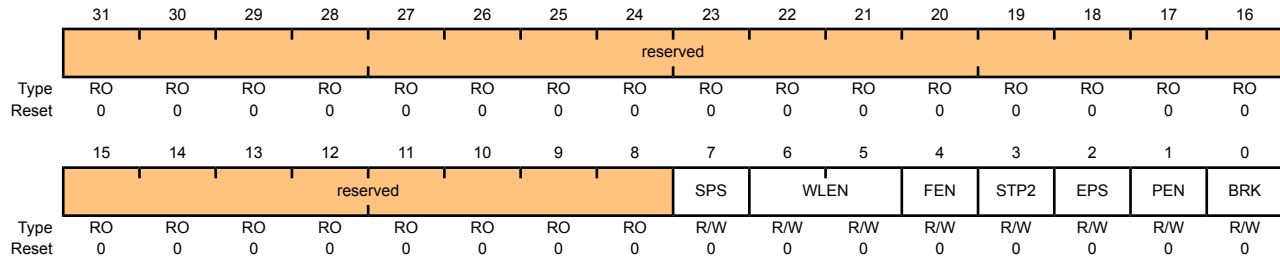 31 30 29 28 27 26 25 24 23 22 21 20 19 18 17 16
reserved
Type RO RO RO RO RO RO RO RO RO RO RO RO RO RO RO RO
Reset 0 0 0 0 0 0 0 0 0 0 0 0 0 0 0 0
15 14 13 12 11 10 9 8 7 6 5 4 3 2 1 0
reserved SPS WLEN FEN STP2 EPS PEN BRK
Type RO RO RO RO RO RO RO RO R/W R/W R/W R/W R/W R/W R/W R/W
Reset 0 0 0 0 0 0 0 0 0 0 0 0 0 0 0 0